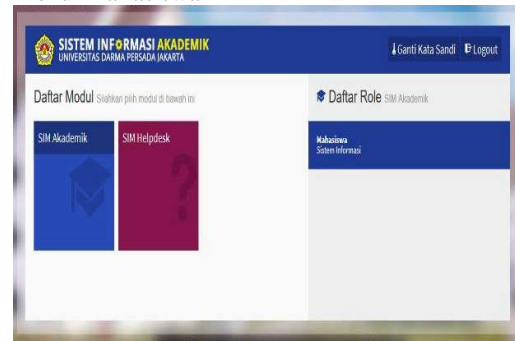 SISTEM INFORMASI AKADEMIK
UNIVERSITAS DARMA PERSADA JAKARTA
Ganti Kata Sandi Logout
Daftar Modul Silahkan pilih modul di bawah ini
SIM Akademik
SIM Helpdesk
Daftar Role SIM Akademik
Mahasiswa
Sistem Informasi